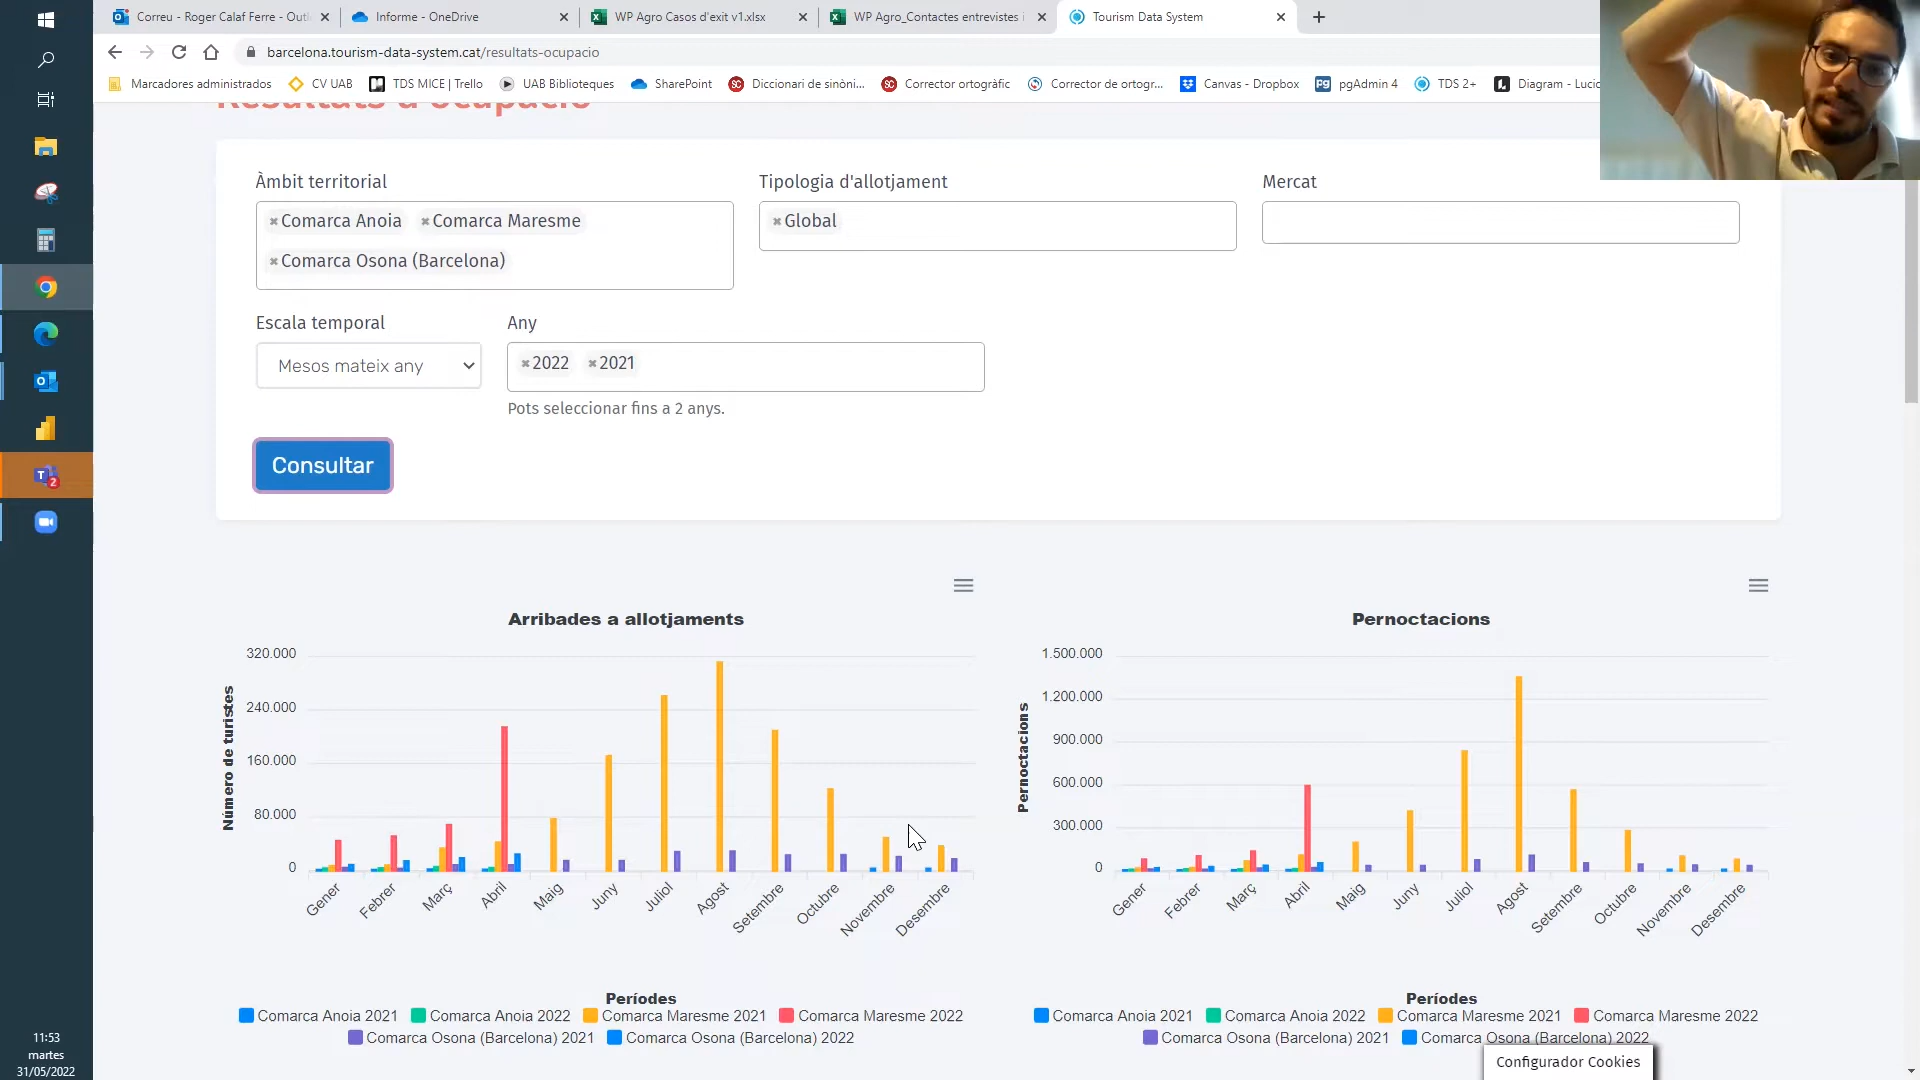 Correu - Roger Calaf Ferre - Outl
Informe - OneDrive
WP Agro Casos d'exit v1.xlsx
WP Agro_Contactes entrevistes i
Tourism Data System
barcelona.tourism-data-system.cat/resultats-ocupacio
Marcadores administrados
CV UAB
TDS MICE | Trello
UAB Biblioteques
SharePoint
Diccionari de sinòni...
Corrector ortogràfic
Corrector de ortogr...
Canvas - Dropbox
pgAdmin 4
TDS 2+
Diagram - Luci
Resultats d'ocupació
Àmbit territorial
Tipologia d'allotjament
Mercat
×Comarca Anoia ×Comarca Maresme
×Comarca Osona (Barcelona)
×Global
Escala temporal
Any
Mesos mateix any
×2022 ×2021
Pots seleccionar fins a 2 anys.
Consultar
Arribades a allotjaments
Número de turistes
320.000
240.000
160.000
80.000
0
Gener
Febrer
Març
Abril
Maig
Juny
Juliol
Agost
Setembre
Octubre
Novembre
Desembre
Períodes
Comarca Anoia 2021 Comarca Anoia 2022 Comarca Maresme 2021 Comarca Maresme 2022
Comarca Osona (Barcelona) 2021 Comarca Osona (Barcelona) 2022
Pernoctacions
Pernoctacions
1.500.000
1.200.000
900.000
600.000
300.000
0
Gener
Febrer
Març
Abril
Maig
Juny
Juliol
Agost
Setembre
Octubre
Novembre
Desembre
Períodes
Comarca Anoia 2021 Comarca Anoia 2022 Comarca Maresme 2021 Comarca Maresme 2022
Comarca Osona (Barcelona) 2021 Comarca Osona (Barcelona) 2022
Configurador Cookies
11:53
martes
31/05/2022